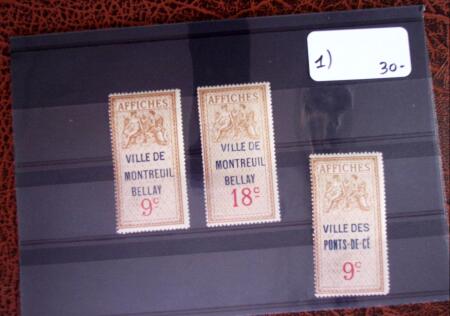 1)
30-
AFFICHES
VILLE DE
MONTREUIL
BELLAY
9c
AFFICHES
VILLE DE
MONTREUIL
BELLAY
18c
AFFICHES
VILLE DES
PONTS-DE-CÉ
9c